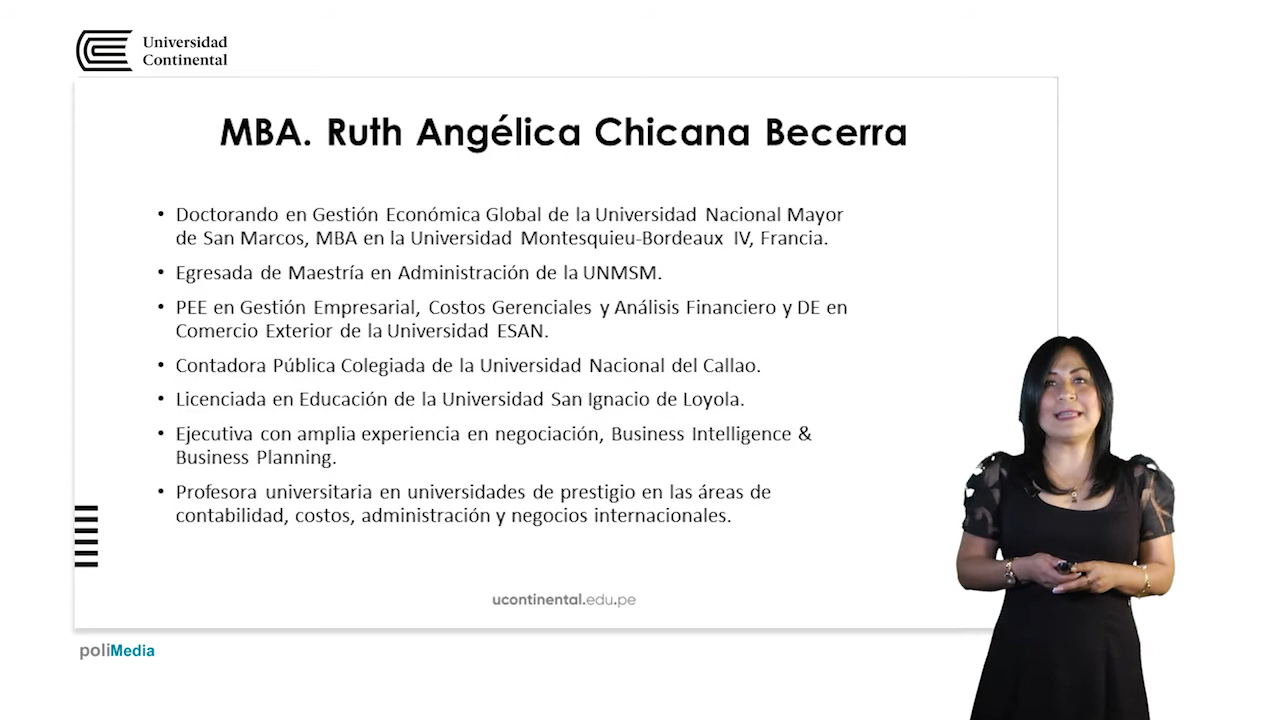 Universidad
Continental
MBA. Ruth Angélica Chicana Becerra
• Doctorando en Gestión Económica Global de la Universidad Nacional Mayor
de San Marcos, MBA en la Universidad Montesquieu-Bordeaux IV, Francia.
• Egresada de Maestría en Administración de la UNMSM.
• PEE en Gestión Empresarial, Costos Gerenciales y Análisis Financiero y DE en
Comercio Exterior de la Universidad ESAN.
• Contadora Pública Colegiada de la Universidad Nacional del Callao.
• Licenciada en Educación de la Universidad San Ignacio de Loyola.
• Ejecutiva con amplia experiencia en negociación, Business Intelligence &
Business Planning.
• Profesora universitaria en universidades de prestigio en las áreas de
contabilidad, costos, administración y negocios internacionales.
ucontinental.edu.pe
poliMedia